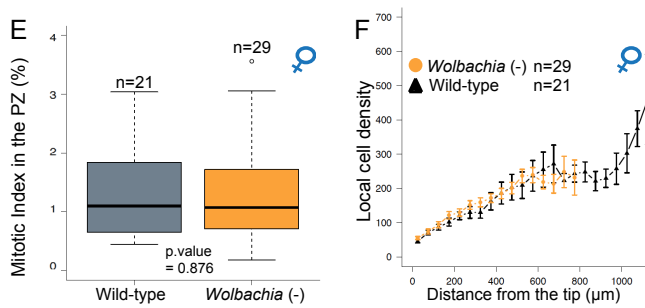 E
Mitotic Index in the PZ (%)
4
3
2
1
0
n=21
n=29
p.value
= 0.876
Wild-type
Wolbachia (-)
F
Local cell density
700
600
500
400
300
200
100
0
Wolbachia (-) n=29
Wild-type n=21
0 200 400 600 800 1000
Distance from the tip (μm)